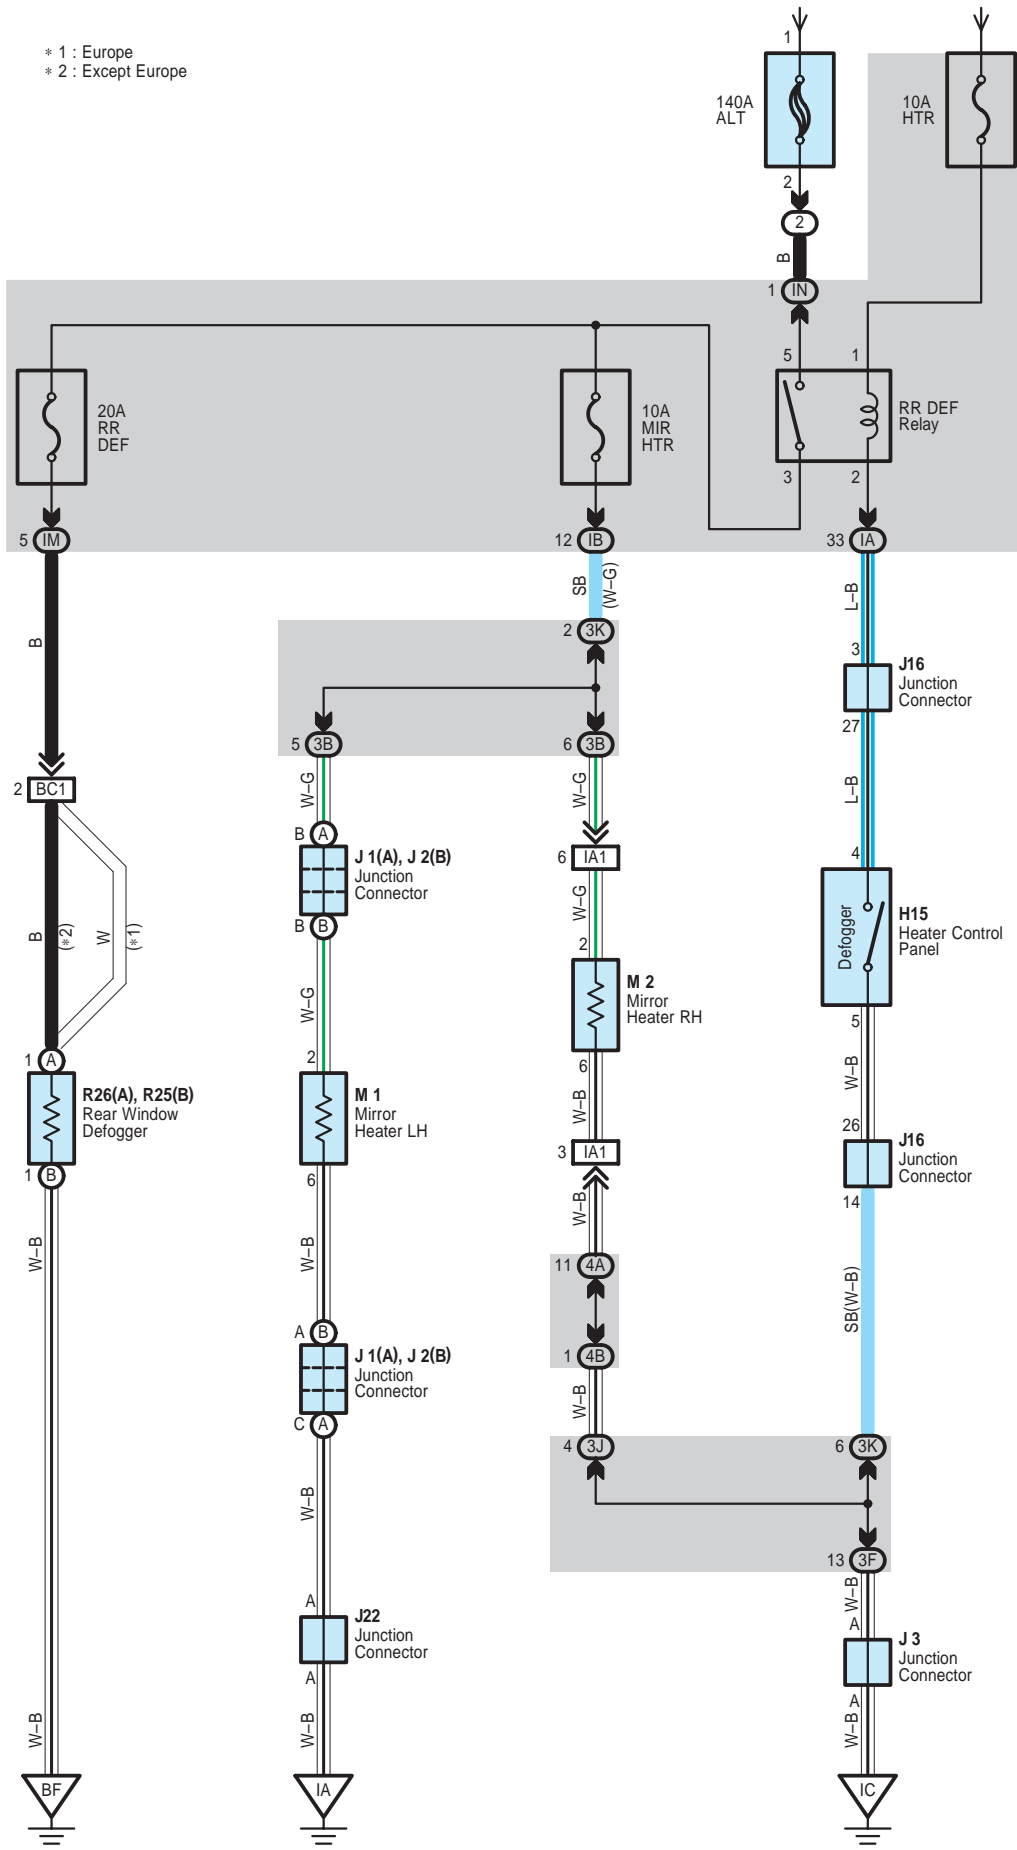 * 1 : Europe
* 2 : Except Europe
1
140A
ALT
10A
HTR
2
2
B
1 IN
5
1
20A
RR
DEF
10A
MIR
HTR
RR DEF
Relay
3
2
5 IM
12 IB
33 IA
SB
(W–G)
L–B
B
2 3K
3
J16
Junction
Connector
27
5 3B
6 3B
W–G
W–G
L–B
2 BC1
B A
J 1(A), J 2(B)
Junction
Connector
6 IA1
4
W–G
B B
B
(*2)
W
(*1)
Defogger
H15
Heater Control
Panel
2
M 2
Mirror
Heater RH
W–G
5
1 A
2
6
W–B
W–B
R26(A), R25(B)
Rear Window
Defogger
M 1
Mirror
Heater LH
26
3 IA1
J16
Junction
Connector
1 B
6
14
W–B
W–B
W–B
11 4A
SB(W–B)
A B
J 1(A), J 2(B)
Junction
Connector
1 4B
W–B
C A
4 3J
6 3K
W–B
13 3F
W–B
A
J22
Junction
Connector
A
A
J 3
Junction
Connector
A
W–B
W–B
W–B
BF
IA
IC